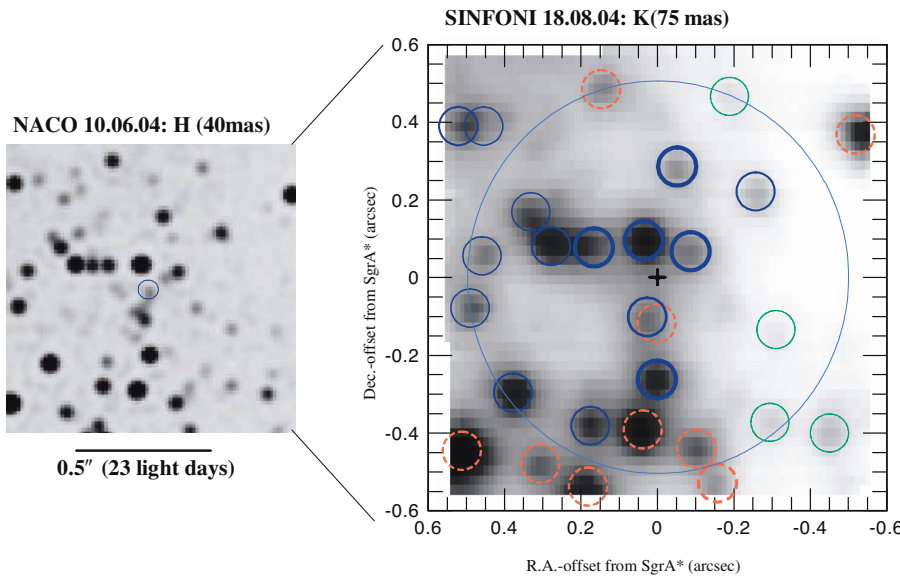 SINFONI 18.08.04: K(75 mas)
NACO 10.06.04: H (40mas)
0.5″ (23 light days)
Dec.-offset from SgrA* (arcsec)
0.6
0.4
0.2
0
-0.2
-0.4
-0.6
0.6 0.4 0.2 0 -0.2 -0.4 -0.6
R.A.-offset from SgrA* (arcsec)